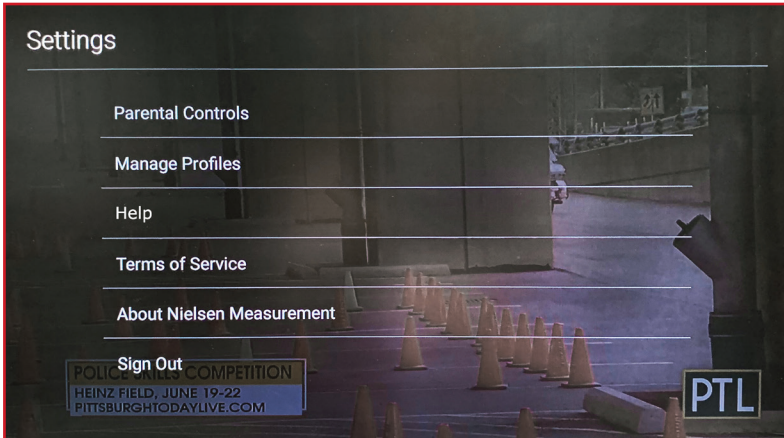 Settings
Parental Controls
Manage Profiles
Help
Terms of Service
About Nielsen Measurement
Sign Out
POLICE SKILLS COMPETITION
HEINZ FIELD, JUNE 19-22
PITTSBURGHTODAYLIVE.COM
PTL